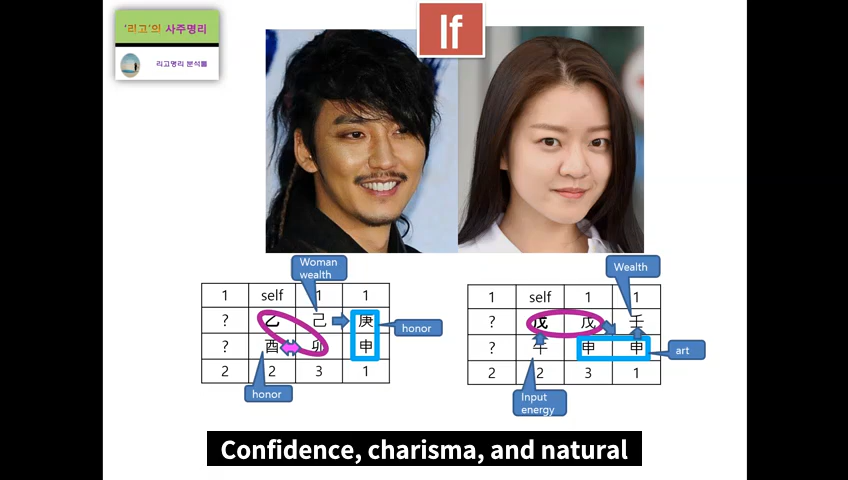 '리고'의 사주명리
리고명리 분석틀
If
Woman
wealth
1 self 1 1
? 乙 己 庚
? 酉 卯 申
2 2 3 1
honor
honor
Wealth
1 self 1 1
? 戊 戊 壬
? 午 申 申
2 2 3 1
art
Input
energy
Confidence, charisma, and natural